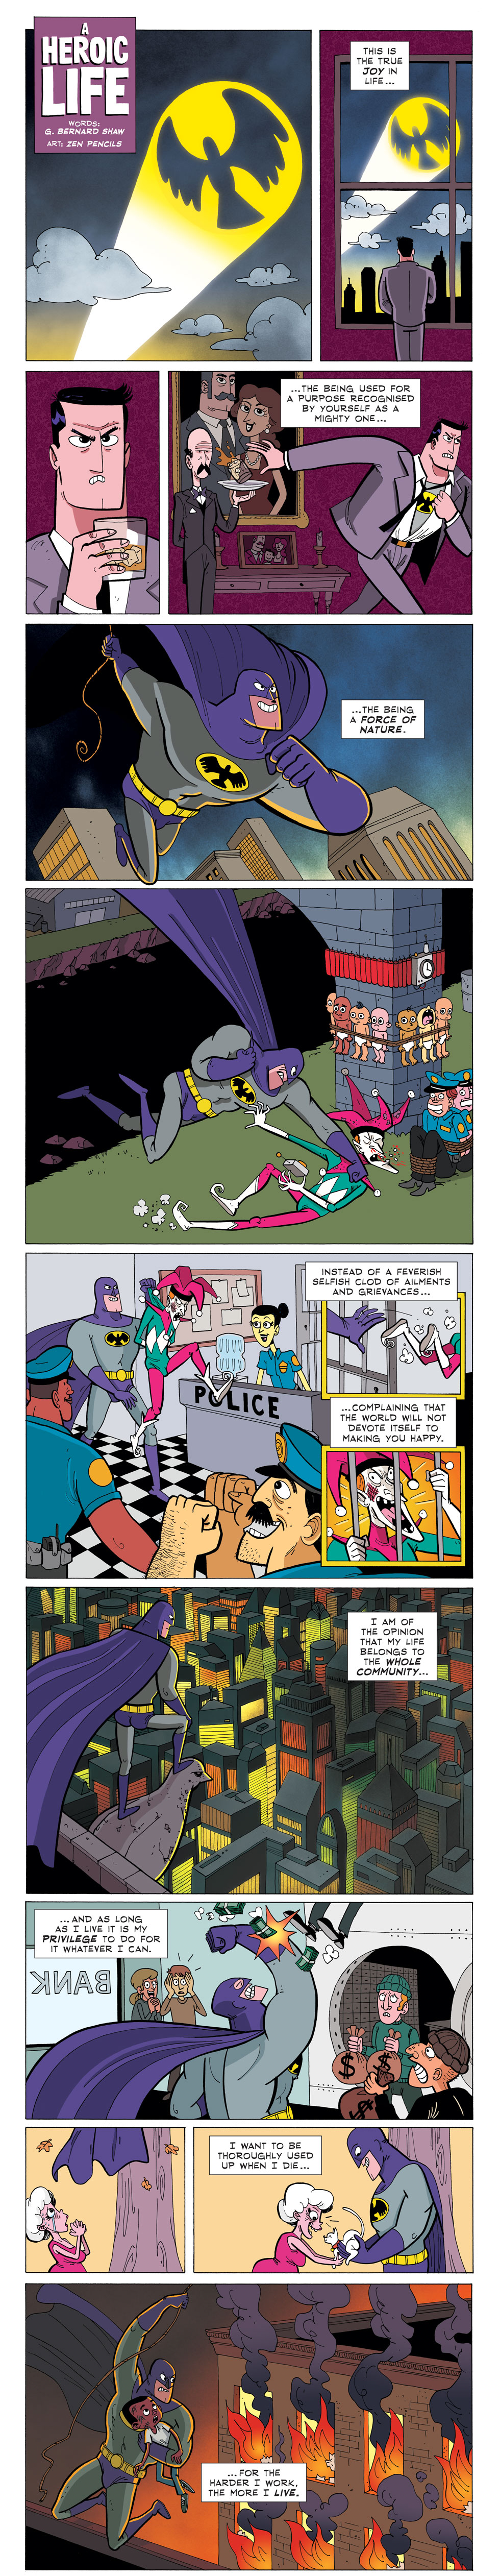 A
HEROIC
LIFE
WORDS:
G. BERNARD SHAW
ART: ZEN PENCILS
THIS IS
THE TRUE
JOY IN
LIFE...
...THE BEING USED FOR
A PURPOSE RECOGNISED
BY YOURSELF AS A
MIGHTY ONE...
...THE BEING
A FORCE OF
NATURE.
INSTEAD OF A FEVERISH
SELFISH CLOD OF AILMENTS
AND GRIEVANCES...
POLICE
...COMPLAINING THAT
THE WORLD WILL NOT
DEVOTE ITSELF TO
MAKING YOU HAPPY.
I AM OF
THE OPINION
THAT MY LIFE
BELONGS TO
THE WHOLE
COMMUNITY...
...AND AS LONG
AS I LIVE IT IS MY
PRIVILEGE TO DO FOR
IT WHATEVER I CAN.
BANK
$ $
$
I WANT TO BE
THOROUGHLY USED
UP WHEN I DIE...
...FOR THE
HARDER I WORK,
THE MORE I LIVE.